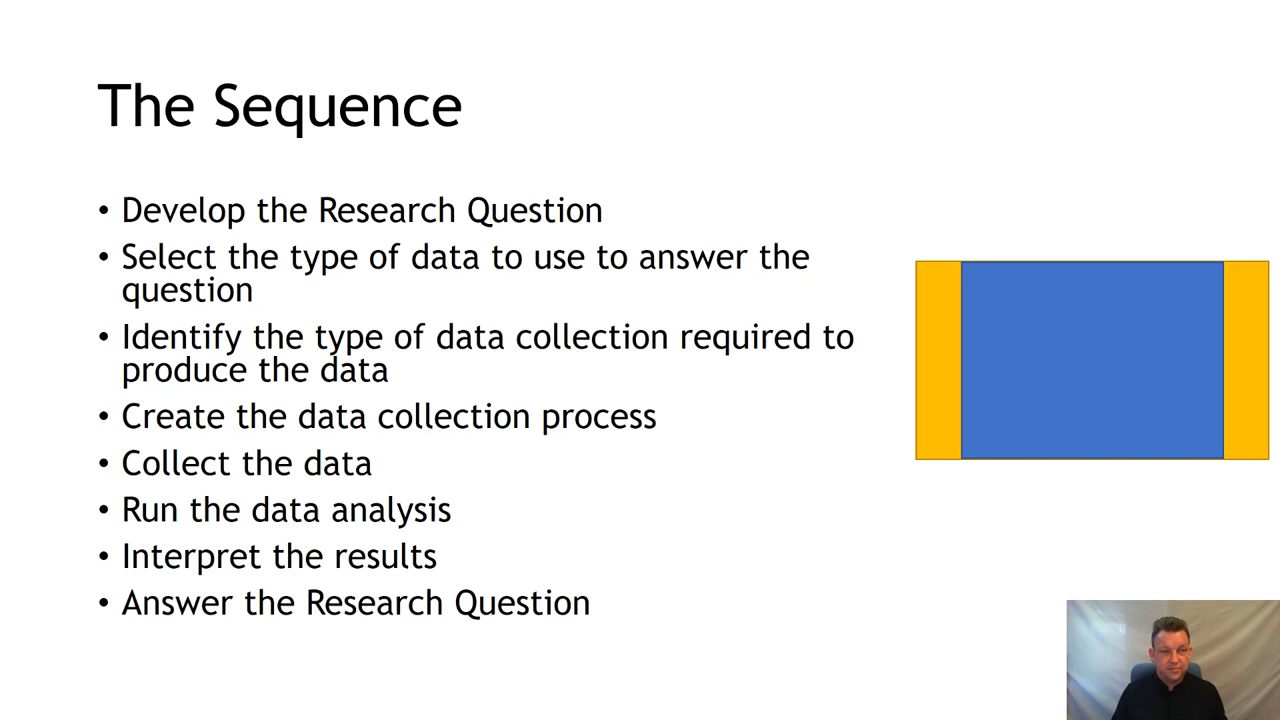 The Sequence
• Develop the Research Question
• Select the type of data to use to answer the
question
• Identify the type of data collection required to
produce the data
• Create the data collection process
• Collect the data
• Run the data analysis
• Interpret the results
• Answer the Research Question